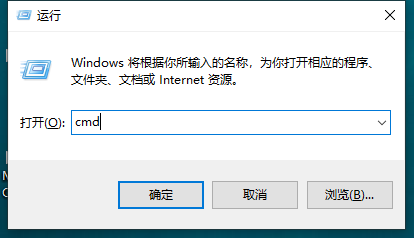 运行
Windows 将根据你所输入的名称，为你打开相应的程序、
文件夹、文档或 Internet 资源。
打开(O): cmd
确定 取消 浏览(B)...